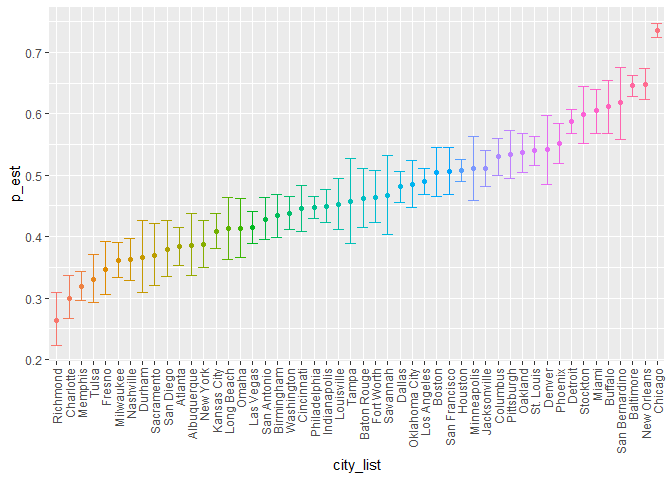 0.7
0.6
0.5
0.4
0.3
0.2
p_est
Richmond
Charlotte
Memphis
Tulsa
Fresno
Milwaukee
Nashville
Durham
Sacramento
San Diego
Atlanta
Albuquerque
New York
Kansas City
Long Beach
Omaha
Las Vegas
San Antonio
Birmingham
Washington
Cincinnati
Philadelphia
Indianapolis
Louisville
Tampa
Baton Rouge
Fort Worth
Savannah
Dallas
Oklahoma City
Los Angeles
Boston
San Francisco
Houston
Minneapolis
Jacksonville
Columbus
Pittsburgh
Oakland
St. Louis
Denver
Phoenix
Detroit
Stockton
Miami
Buffalo
San Bernardino
Baltimore
New Orleans
Chicago
city_list